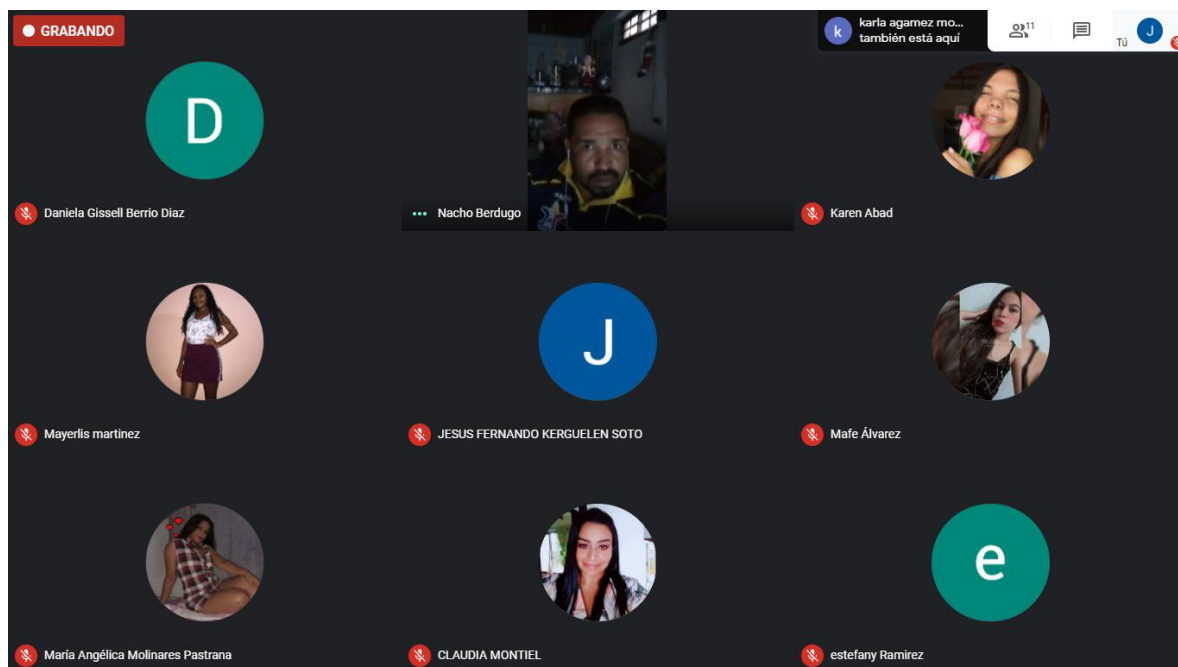 GRABANDO
karla agamez mo...
también está aquí
k
11
Tú
J
D
Daniela Gissell Berrio Diaz
Nacho Berdugo
Karen Abad
Mayerlis martinez
J
JESUS FERNANDO KERGUELEN SOTO
Mafe Álvarez
María Angélica Molinares Pastrana
CLAUDIA MONTIEL
e
estefany Ramirez